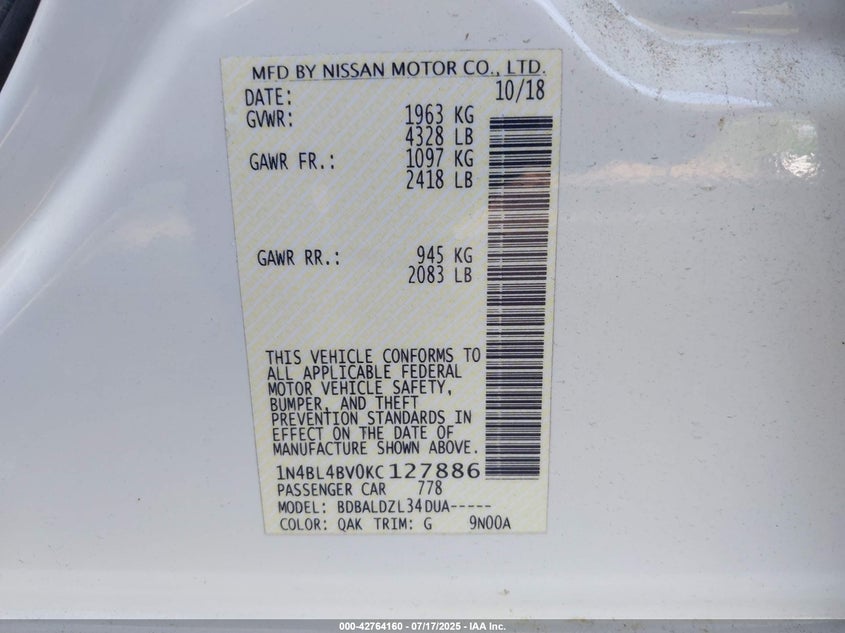 MFD BY NISSAN MOTOR CO., LTD.
DATE: 10/18
GVWR: 1963 KG
4328 LB
GAWR FR.: 1097 KG
2418 LB
GAWR RR.: 945 KG
2083 LB
THIS VEHICLE CONFORMS TO
ALL APPLICABLE FEDERAL
MOTOR VEHICLE SAFETY,
BUMPER, AND THEFT
PREVENTION STANDARDS IN
EFFECT ON THE DATE OF
MANUFACTURE SHOWN ABOVE.
1N4BL4BV0KC127886
PASSENGER CAR 778
MODEL: BDBALDZL34DUA-----
COLOR: QAK TRIM: G 9N00A
000-42764160 - 07/17/2025 - IAA Inc.